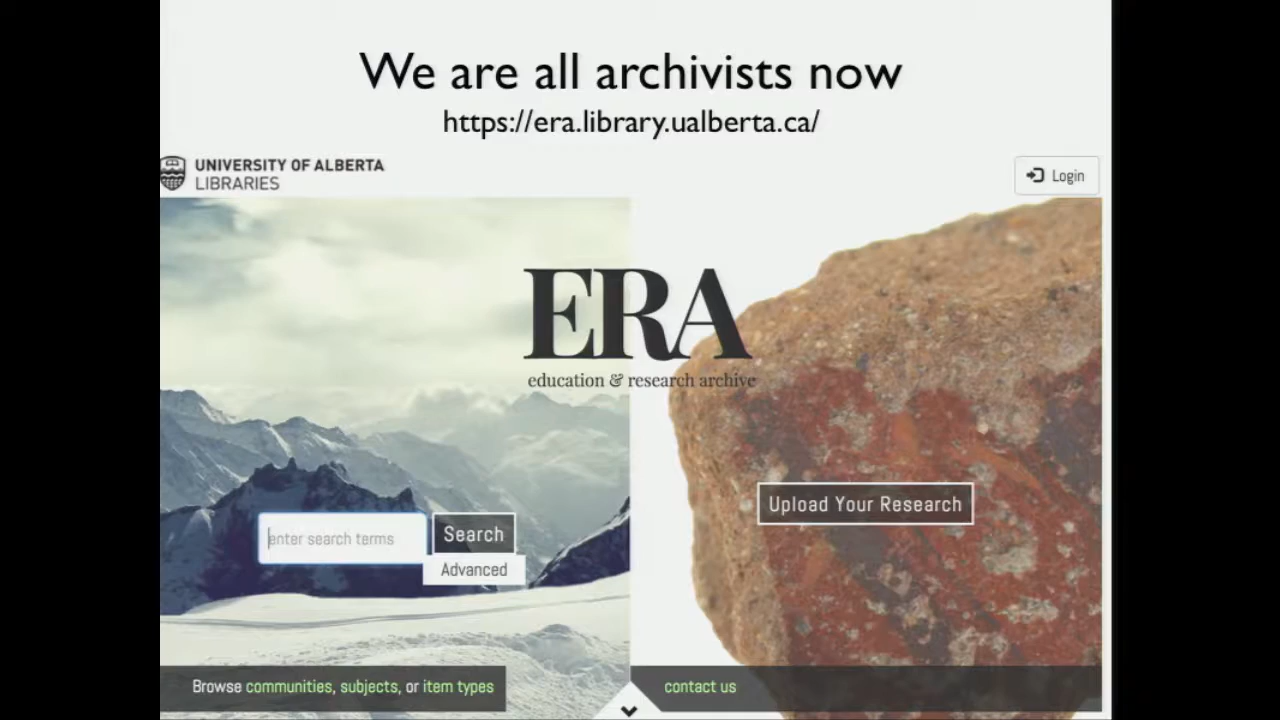 We are all archivists now
https://era.library.ualberta.ca/
UNIVERSITY OF ALBERTA
LIBRARIES
Login
ERA
education & research archive
Upload Your Research
enter search terms
Search
Advanced
Browse communities, subjects, or item types
contact us